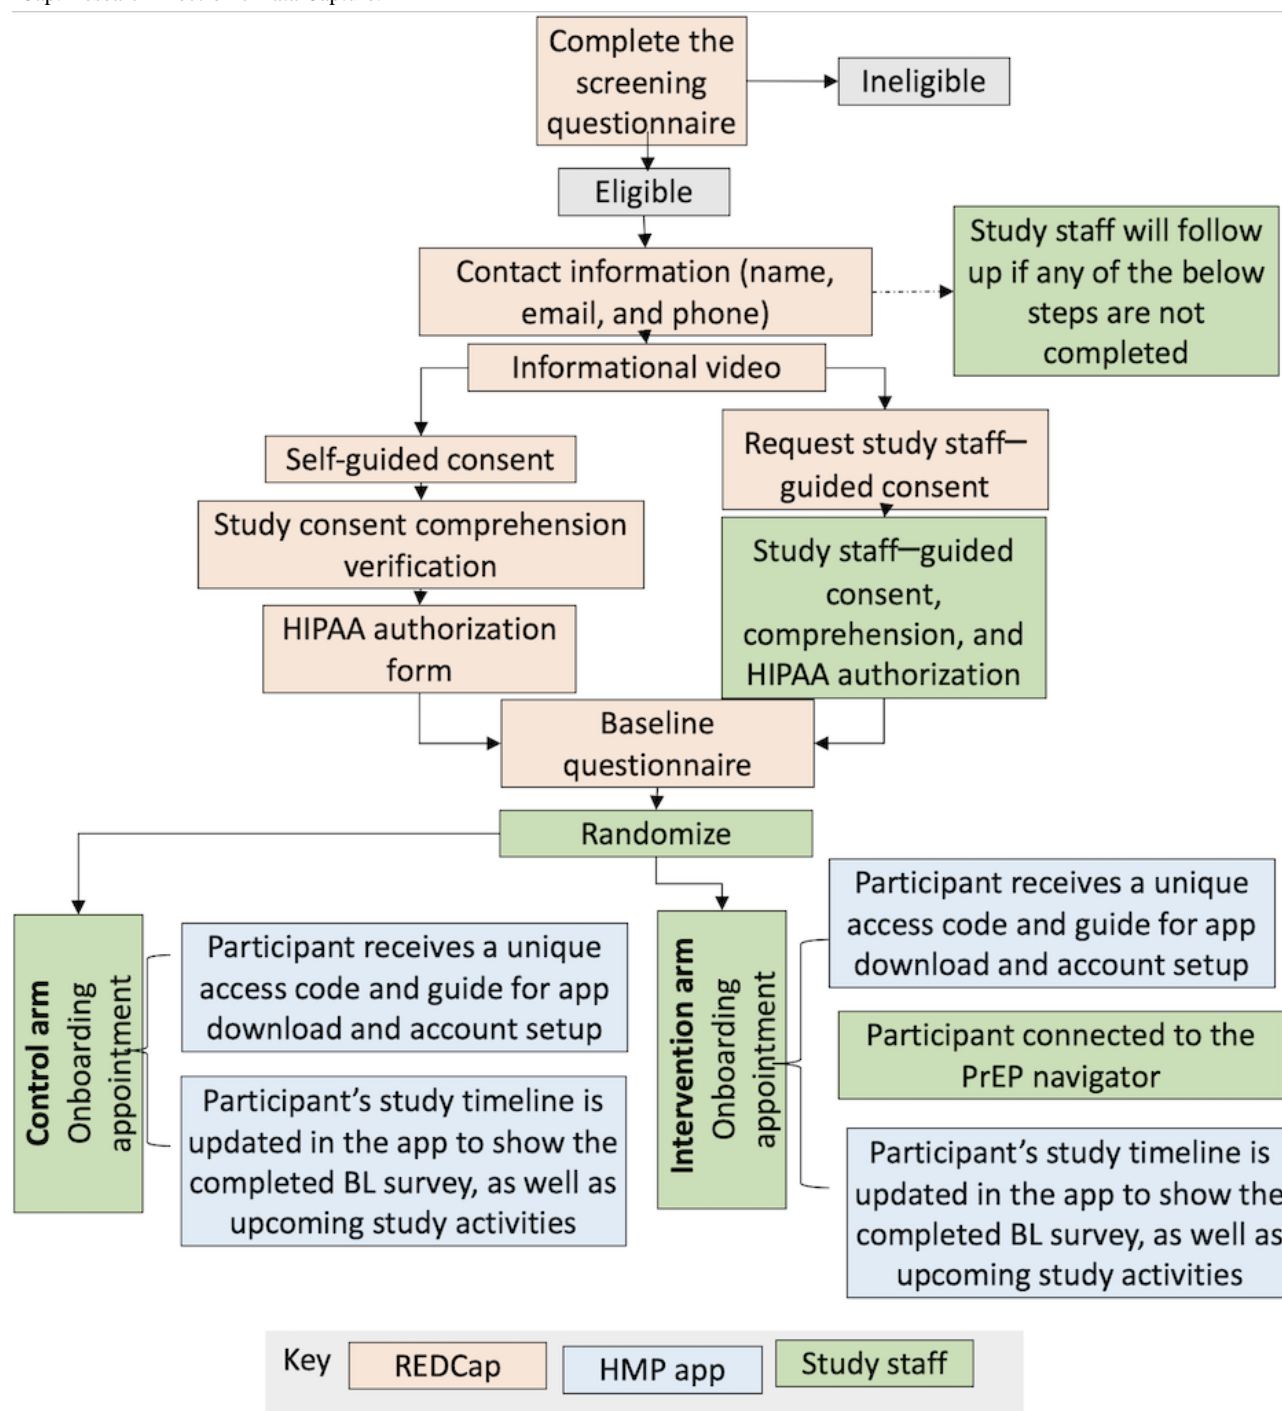 Complete the
screening
questionnaire
Ineligible
Eligible
Study staff will follow
up if any of the below
steps are not
completed
Contact information (name,
email, and phone)
Informational video
Self-guided consent
Request study staff—
guided consent
Study consent comprehension
verification
Study staff—guided
consent,
comprehension, and
HIPAA authorization
HIPAA authorization
form
Baseline
questionnaire
Randomize
Control arm
Onboarding
appointment
Participant receives a unique
access code and guide for app
download and account setup
Participant’s study timeline is
updated in the app to show the
completed BL survey, as well as
upcoming study activities
Intervention arm
Onboarding
appointment
Participant receives a unique
access code and guide for app
download and account setup
Participant connected to the
PrEP navigator
Participant’s study timeline is
updated in the app to show the
completed BL survey, as well as
upcoming study activities
Key
REDCap
HMP app
Study staff